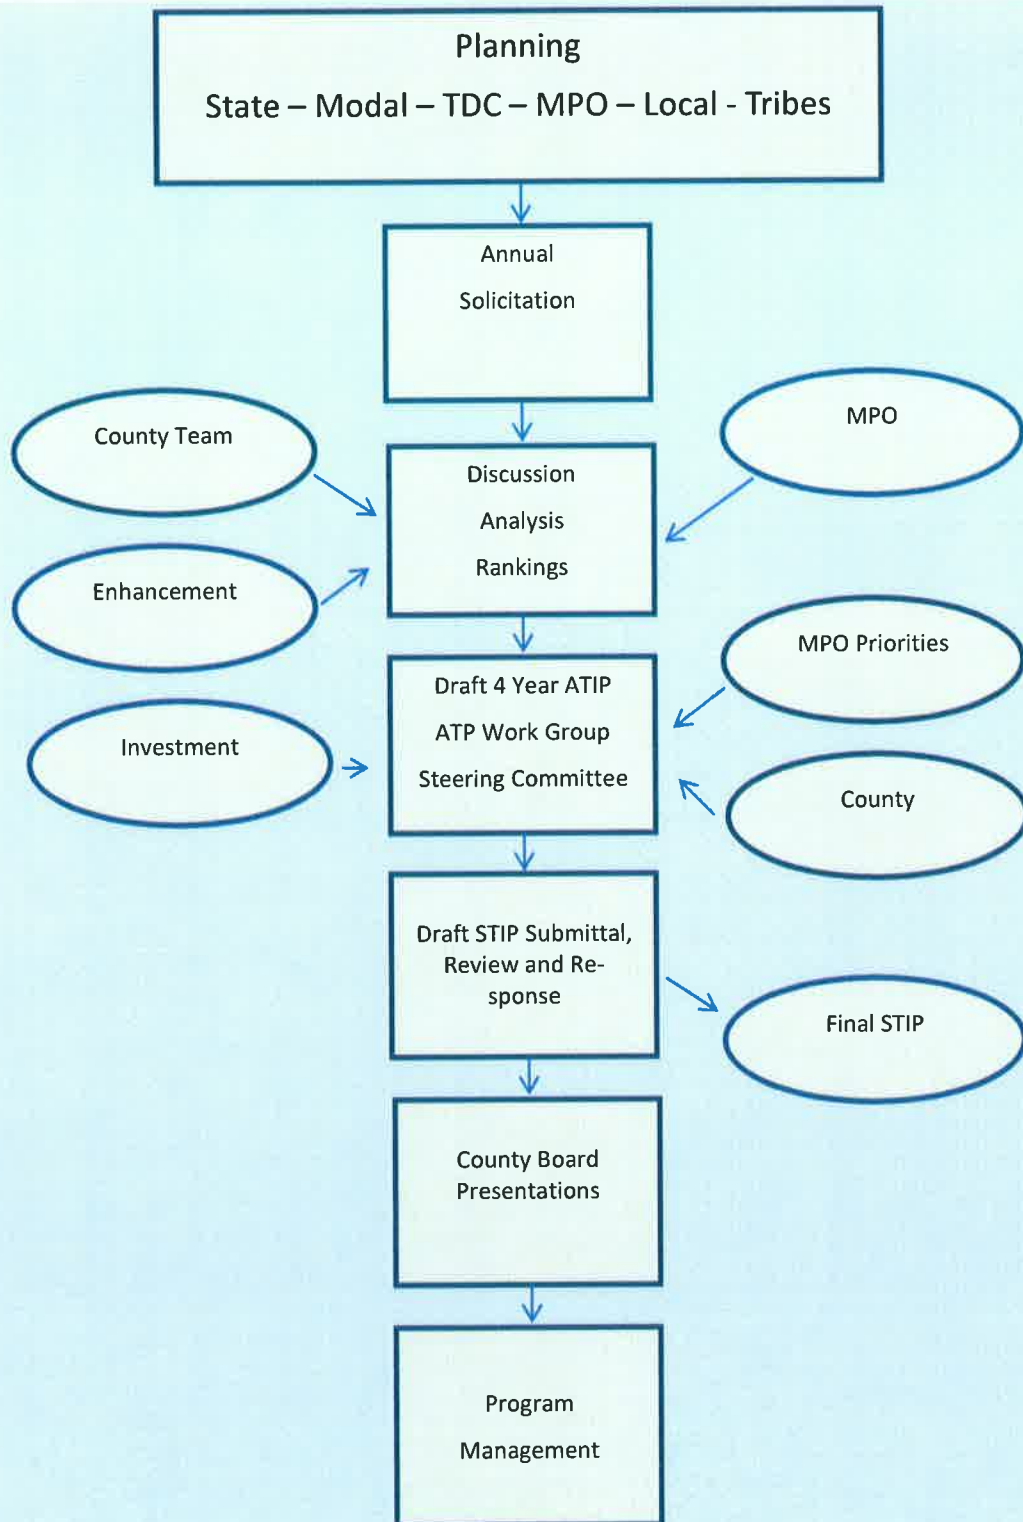 Planning
State – Modal – TDC – MPO – Local - Tribes
Annual
Solicitation
County Team
MPO
Discussion
Analysis
Rankings
Enhancement
MPO Priorities
Draft 4 Year ATIP
ATP Work Group
Steering Committee
Investment
County
Draft STIP Submittal,
Review and Re-
sponse
Final STIP
County Board
Presentations
Program
Management